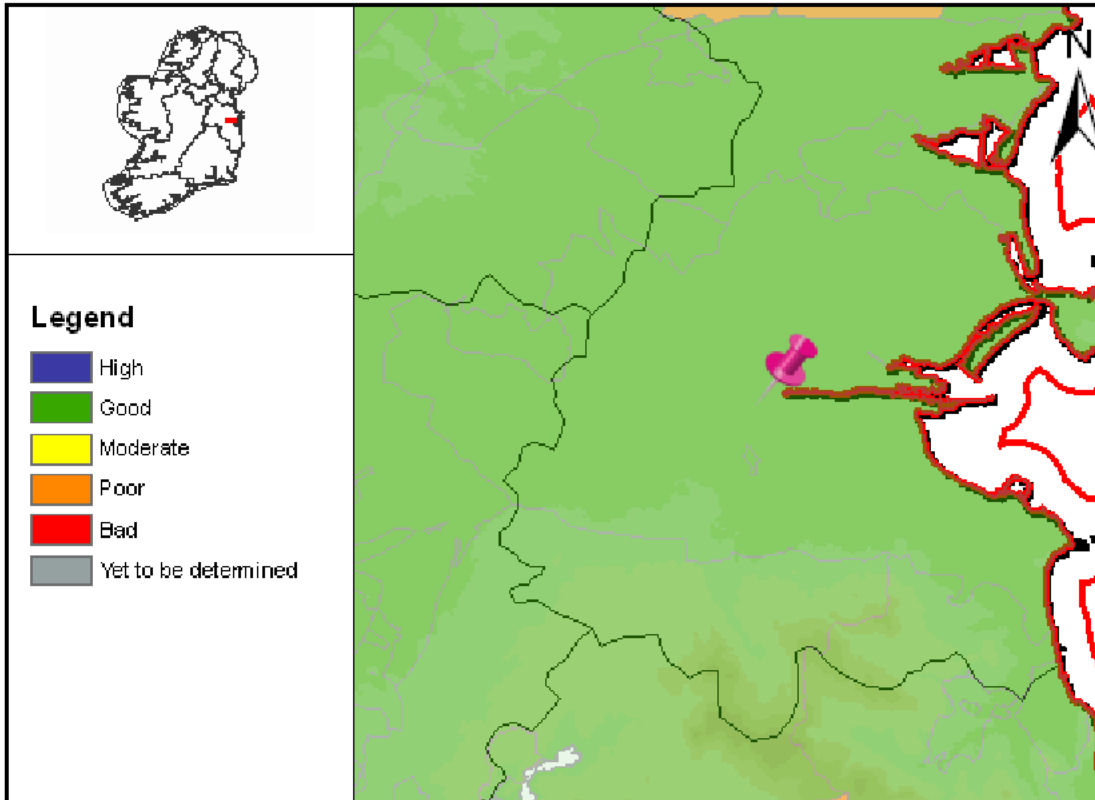 N
Legend
High
Good
Moderate
Poor
Bad
Yet to be determined